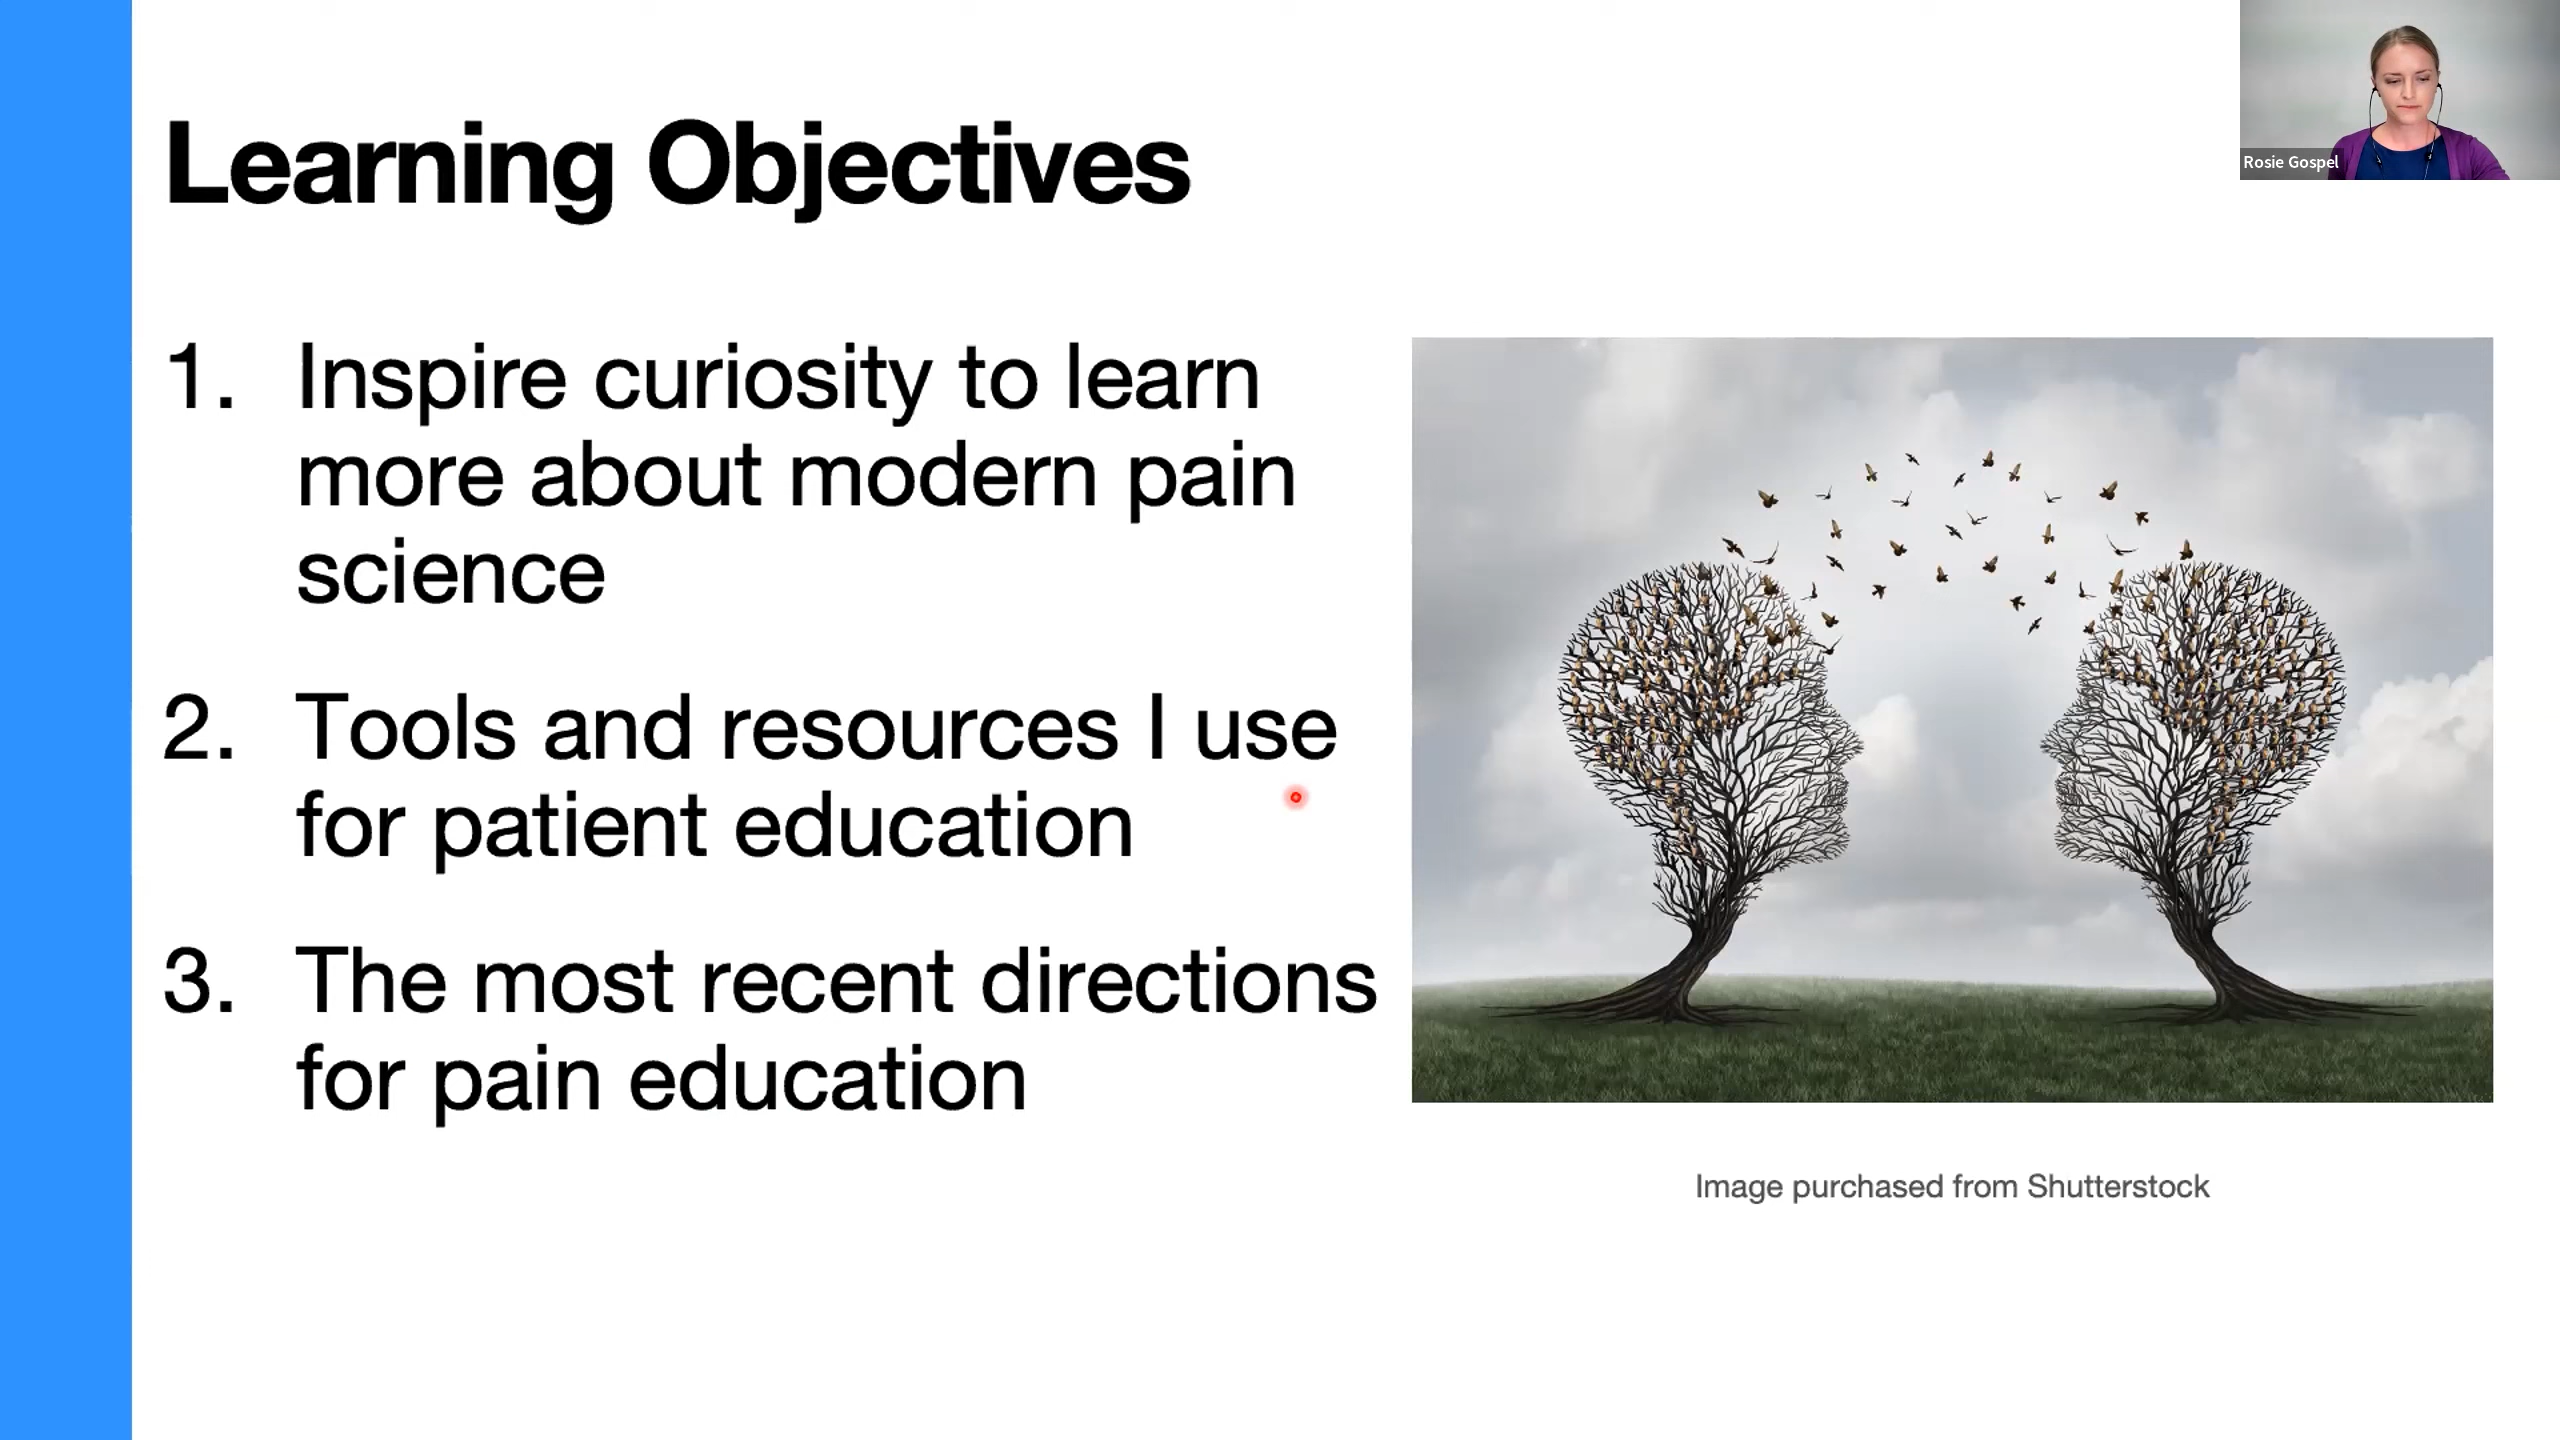 Learning Objectives
1. Inspire curiosity to learn
more about modern pain
science
2. Tools and resources I use
for patient education
3. The most recent directions
for pain education
Rosie Gospel
Image purchased from Shutterstock